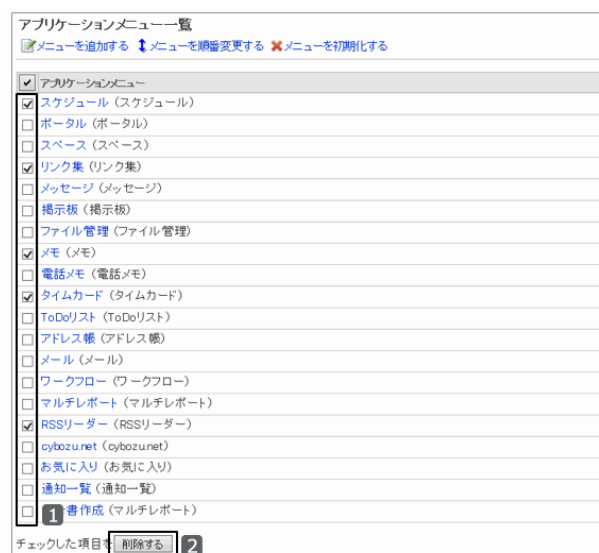 アプリケーションメニュー一覧
メニューを追加する メニューを順番変更する メニューを初期化する
アプリケーションメニュー
スケジュール (スケジュール)
ポータル (ポータル)
スペース (スペース)
リンク集 (リンク集)
メッセージ (メッセージ)
掲示板 (掲示板)
ファイル管理 (ファイル管理)
メモ (メモ)
電話メモ (電話メモ)
タイムカード (タイムカード)
ToDoリスト (ToDoリスト)
アドレス帳 (アドレス帳)
メール (メール)
ワークフロー (ワークフロー)
マルチレポート (マルチレポート)
RSSリーダー (RSSリーダー)
cybozu.net (cybozu.net)
お気に入り (お気に入り)
通知一覧 (通知一覧)
1 書作成 (マルチレポート)
チェックした項目を 削除する 2